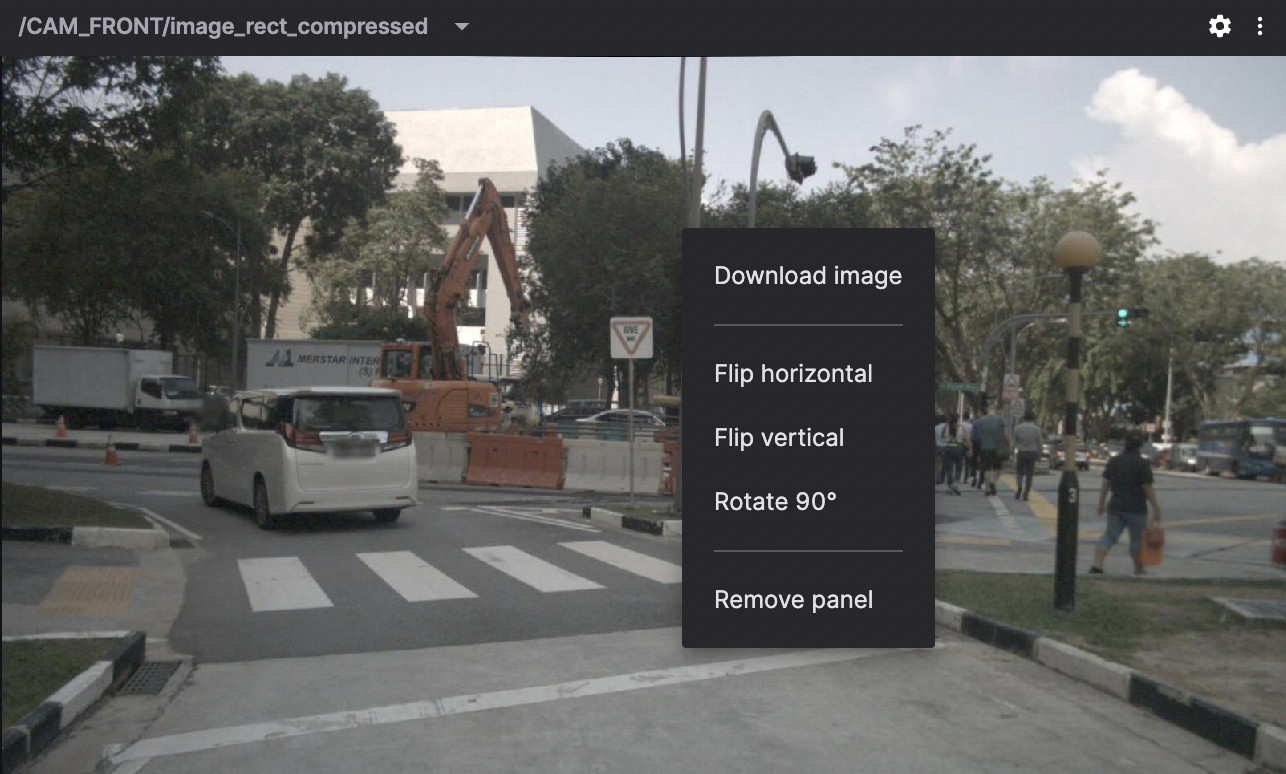 /CAM_FRONT/image_rect_compressed
MERSTAR INTER
(S) P
GIVE
WAY
Download image
Flip horizontal
Flip vertical
Rotate 90°
Remove panel
3